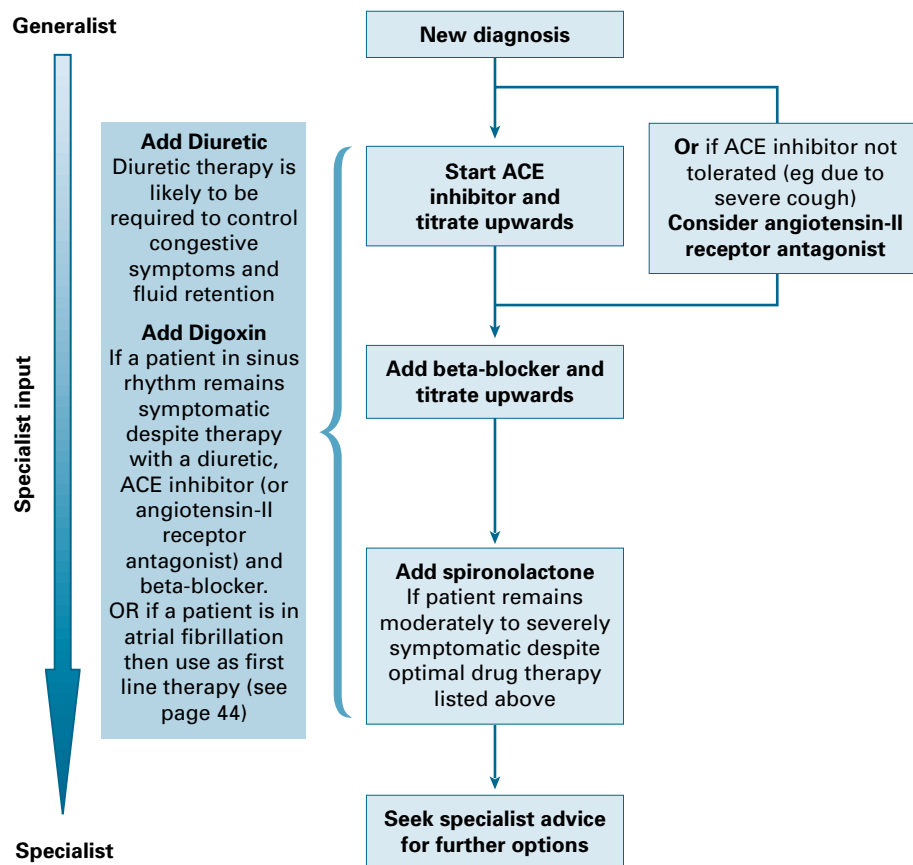 Generalist
Specialist input
Specialist
New diagnosis
Add Diuretic
Diuretic therapy is
likely to be
required to control
congestive
symptoms and
fluid retention
Add Digoxin
If a patient in sinus
rhythm remains
symptomatic
despite therapy
with a diuretic,
ACE inhibitor (or
angiotensin-II
receptor
antagonist) and
beta-blocker.
OR if a patient is in
atrial fibrillation
then use as first
line therapy (see
page 44)
Start ACE
inhibitor and
titrate upwards
Or if ACE inhibitor not
tolerated (eg due to
severe cough)
Consider angiotensin-II
receptor antagonist
Add beta-blocker and
titrate upwards
Add spironolactone
If patient remains
moderately to severely
symptomatic despite
optimal drug therapy
listed above
Seek specialist advice
for further options